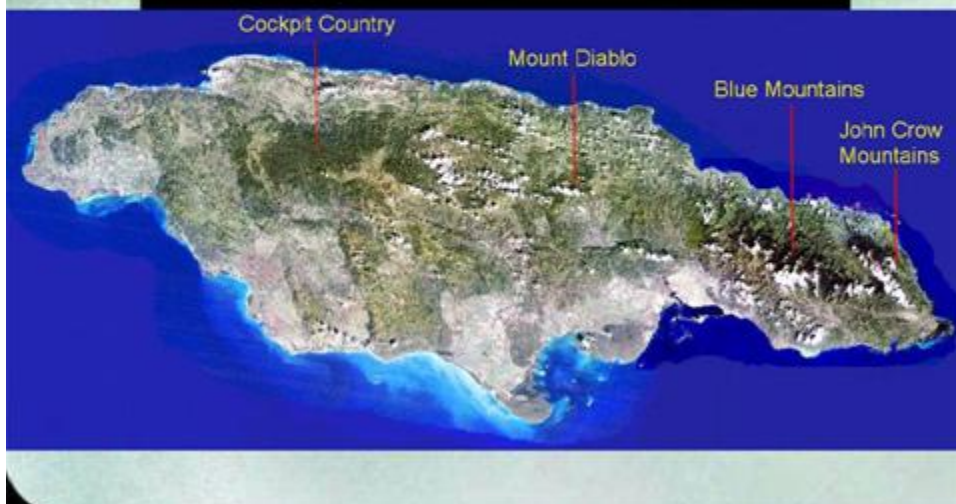 Cockpit Country
Mount Diablo
Blue Mountains
John Crow
Mountains